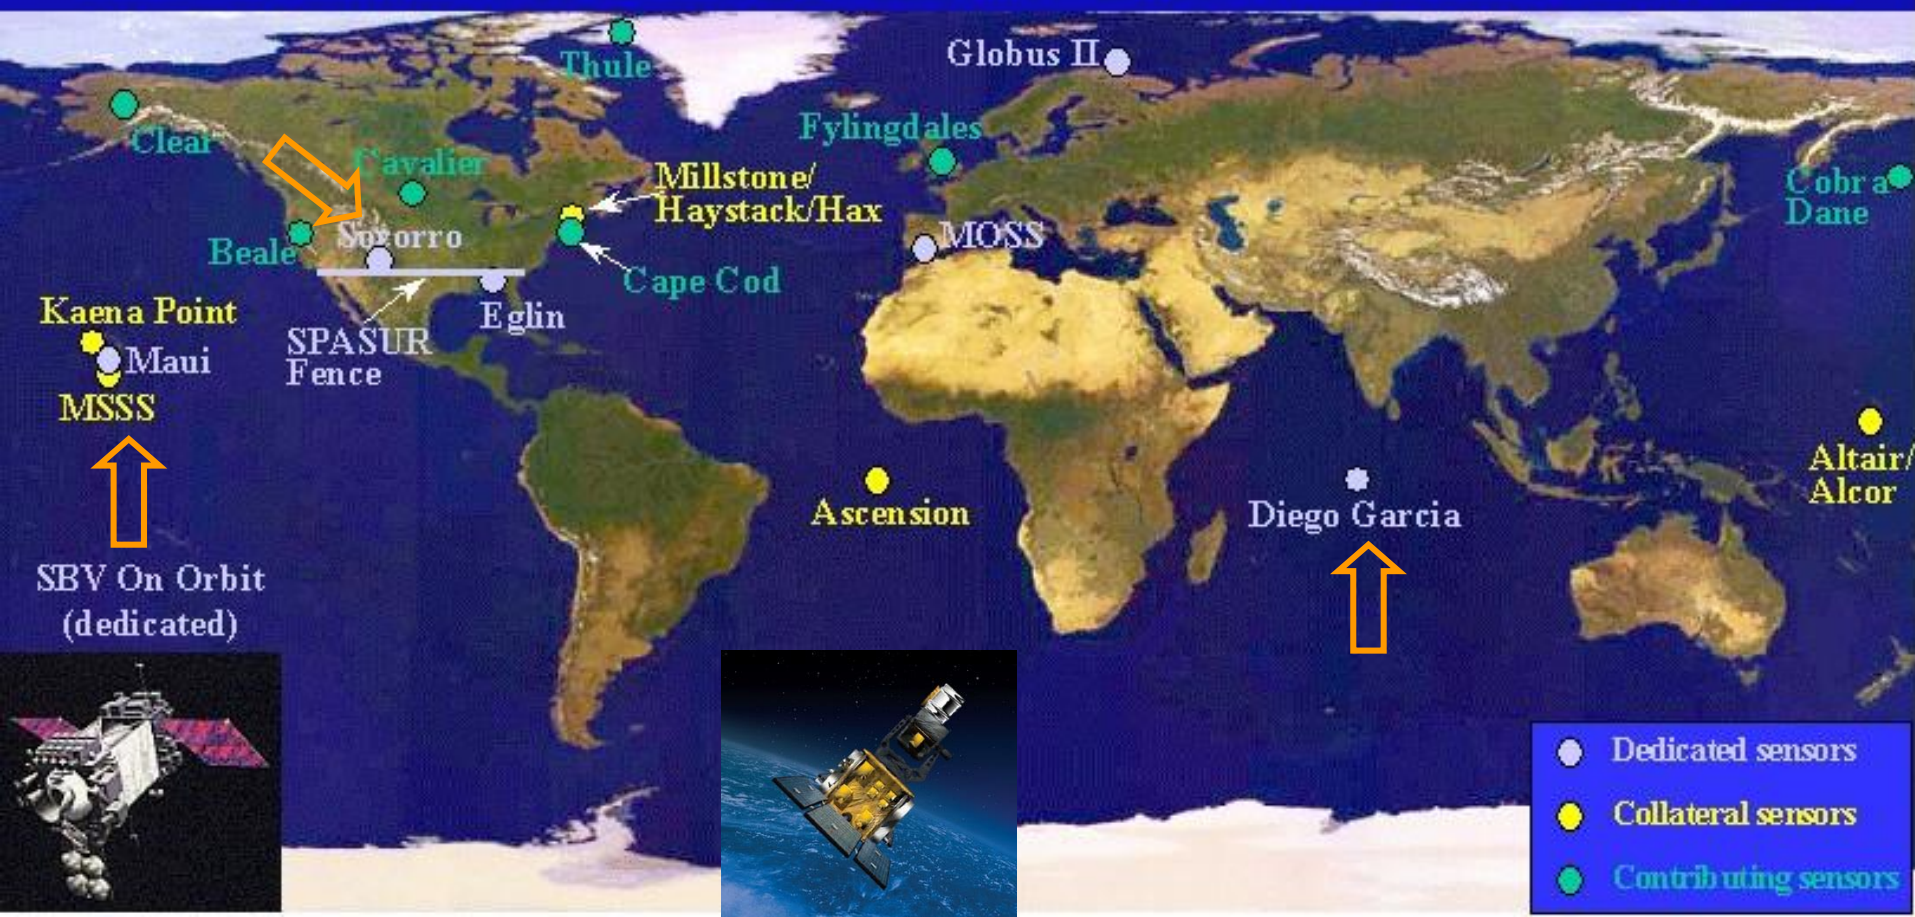 Thule
Globus II
Clear
Cavalier
Fylingdales
Millstone/
Haystack/Hax
Cobra
Dane
Beale
Socorro
MOSS
Cape Cod
Kaena Point
Maui
MSSS
SPASUR
Fence
Eglin
Ascension
Diego Garcia
Altair/
Alcor
SBV On Orbit
(dedicated)
Dedicated sensors
Collateral sensors
Contributing sensors